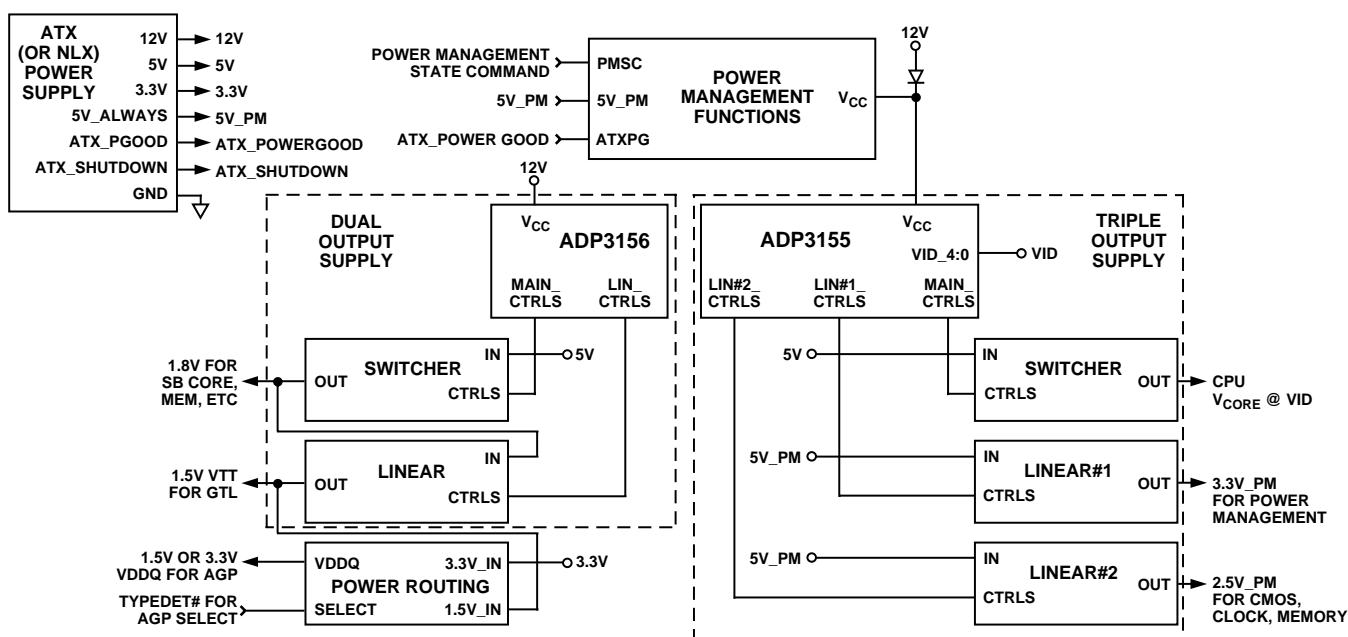 ATX
(OR NLX)
POWER
SUPPLY
12V
12V
5V
5V
3.3V
3.3V
5V_ALWAYS
5V_PM
ATX_PGOOD
ATX_POWERGOOD
ATX_SHUTDOWN
ATX_SHUTDOWN
GND
POWER MANAGEMENT
STATE COMMAND
PMSC
5V_PM
5V_PM
ATX_POWER GOOD
ATXPG
POWER
MANAGEMENT
FUNCTIONS
VCC
12V
12V
DUAL
OUTPUT
SUPPLY
VCC
ADP3156
MAIN_
CTRLS
LIN_
CTRLS
SWITCHER
IN
5V
OUT
CTRLS
1.8V FOR
SB CORE,
MEM, ETC
LINEAR
IN
OUT
CTRLS
1.5V VTT
FOR GTL
1.5V OR 3.3V
VDDQ FOR AGP
VDDQ
3.3V_IN
3.3V
POWER ROUTING
TYPEDET# FOR
AGP SELECT
SELECT
1.5V_IN
ADP3155
VCC
VID_4:0
VID
TRIPLE
OUTPUT
SUPPLY
LIN#2_
CTRLS
LIN#1_
CTRLS
MAIN_
CTRLS
5V
IN
SWITCHER
CTRLS
OUT
CPU
VCORE @ VID
5V_PM
IN
LINEAR#1
CTRLS
OUT
3.3V_PM
FOR POWER
MANAGEMENT
5V_PM
IN
LINEAR#2
CTRLS
OUT
2.5V_PM
FOR CMOS,
CLOCK, MEMORY